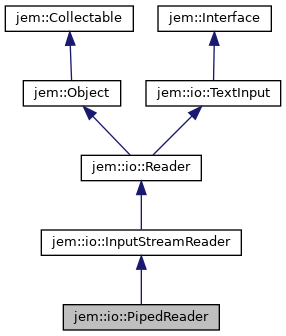 jem::Collectable
jem::Interface
jem::Object
jem::io::TextInput
jem::io::Reader
jem::io::InputStreamReader
jem::io::PipedReader